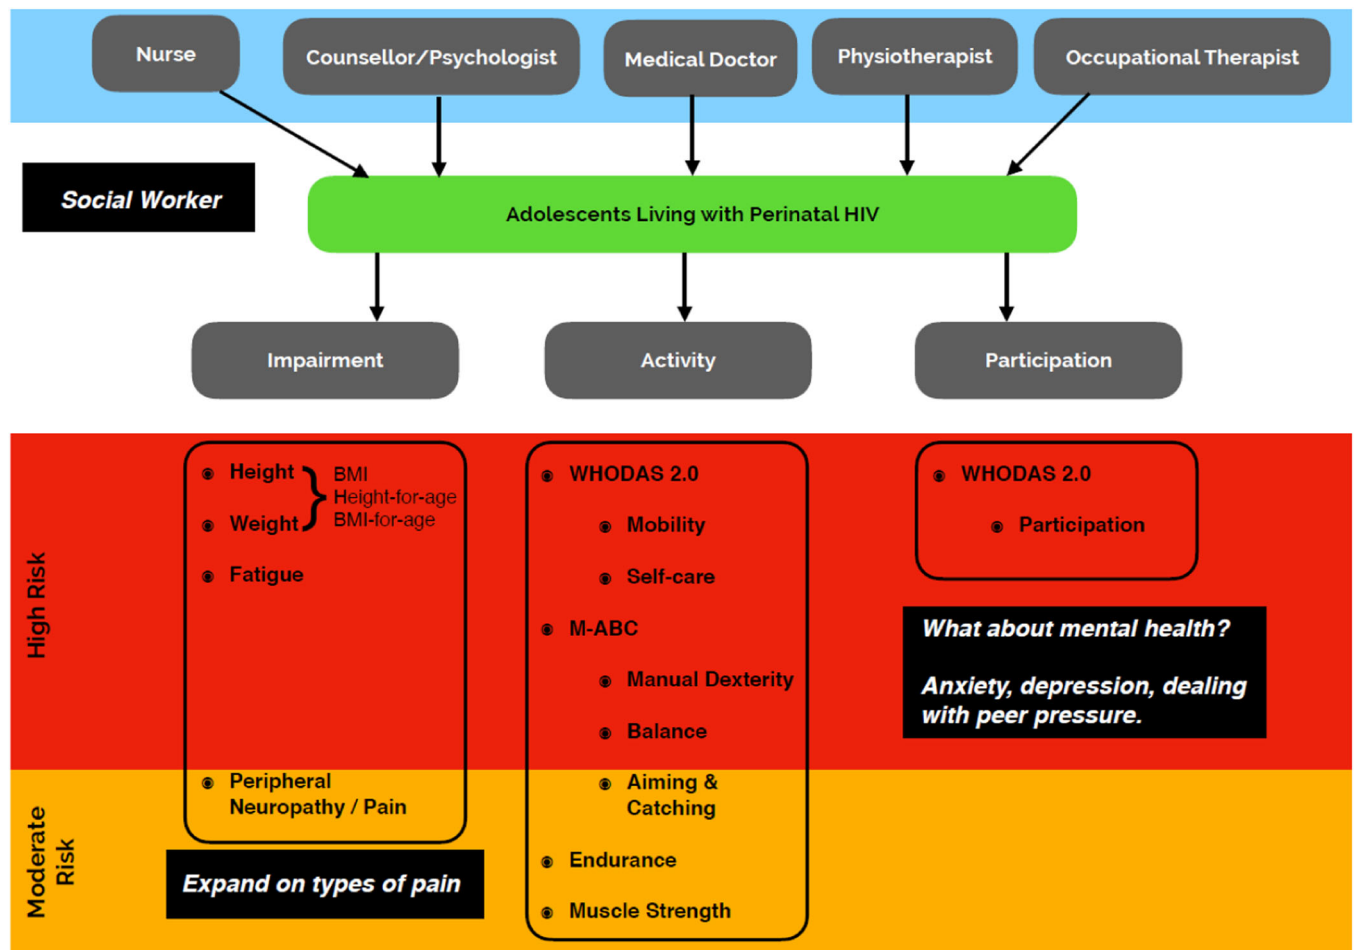 Nurse
Counsellor/Psychologist
Medical Doctor
Physiotherapist
Occupational Therapist
Social Worker
Adolescents Living with Perinatal HIV
Impairment
Activity
Participation
High Risk
Height
Weight
BMI
Height-for-age
BMI-for-age
Fatigue
Peripheral
Neuropathy / Pain
WHODAS 2.0
Mobility
Self-care
M-ABC
Manual Dexterity
Balance
Aiming &
Catching
Endurance
Muscle Strength
WHODAS 2.0
Participation
What about mental health?
Anxiety, depression, dealing
with peer pressure.
Moderate
Risk
Expand on types of pain